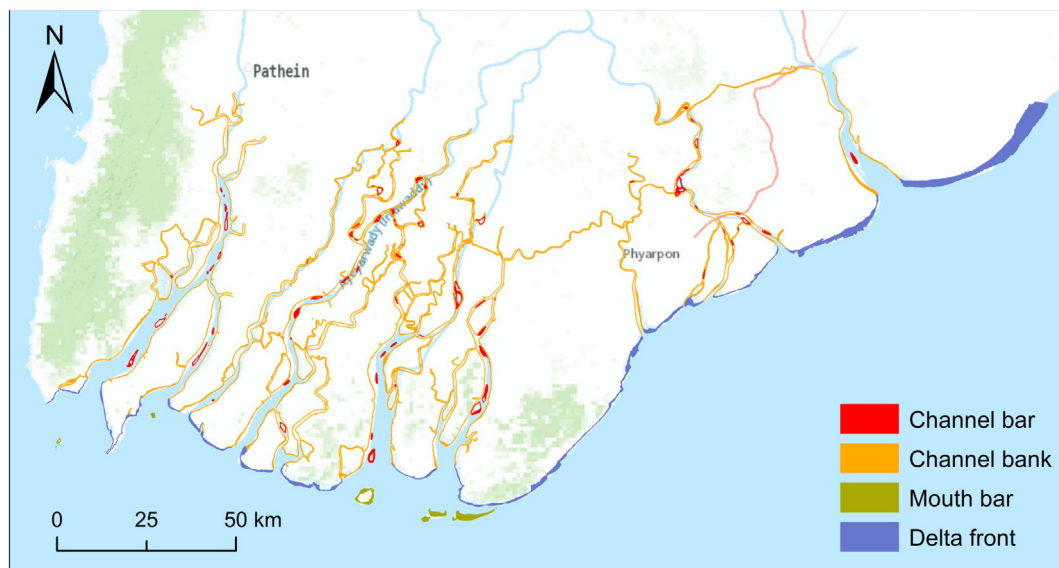 N
Pathein
Ayeyarwady (Irrawaddy)
Phyarpon
Channel bar
Channel bank
Mouth bar
Delta front
0 25 50 km